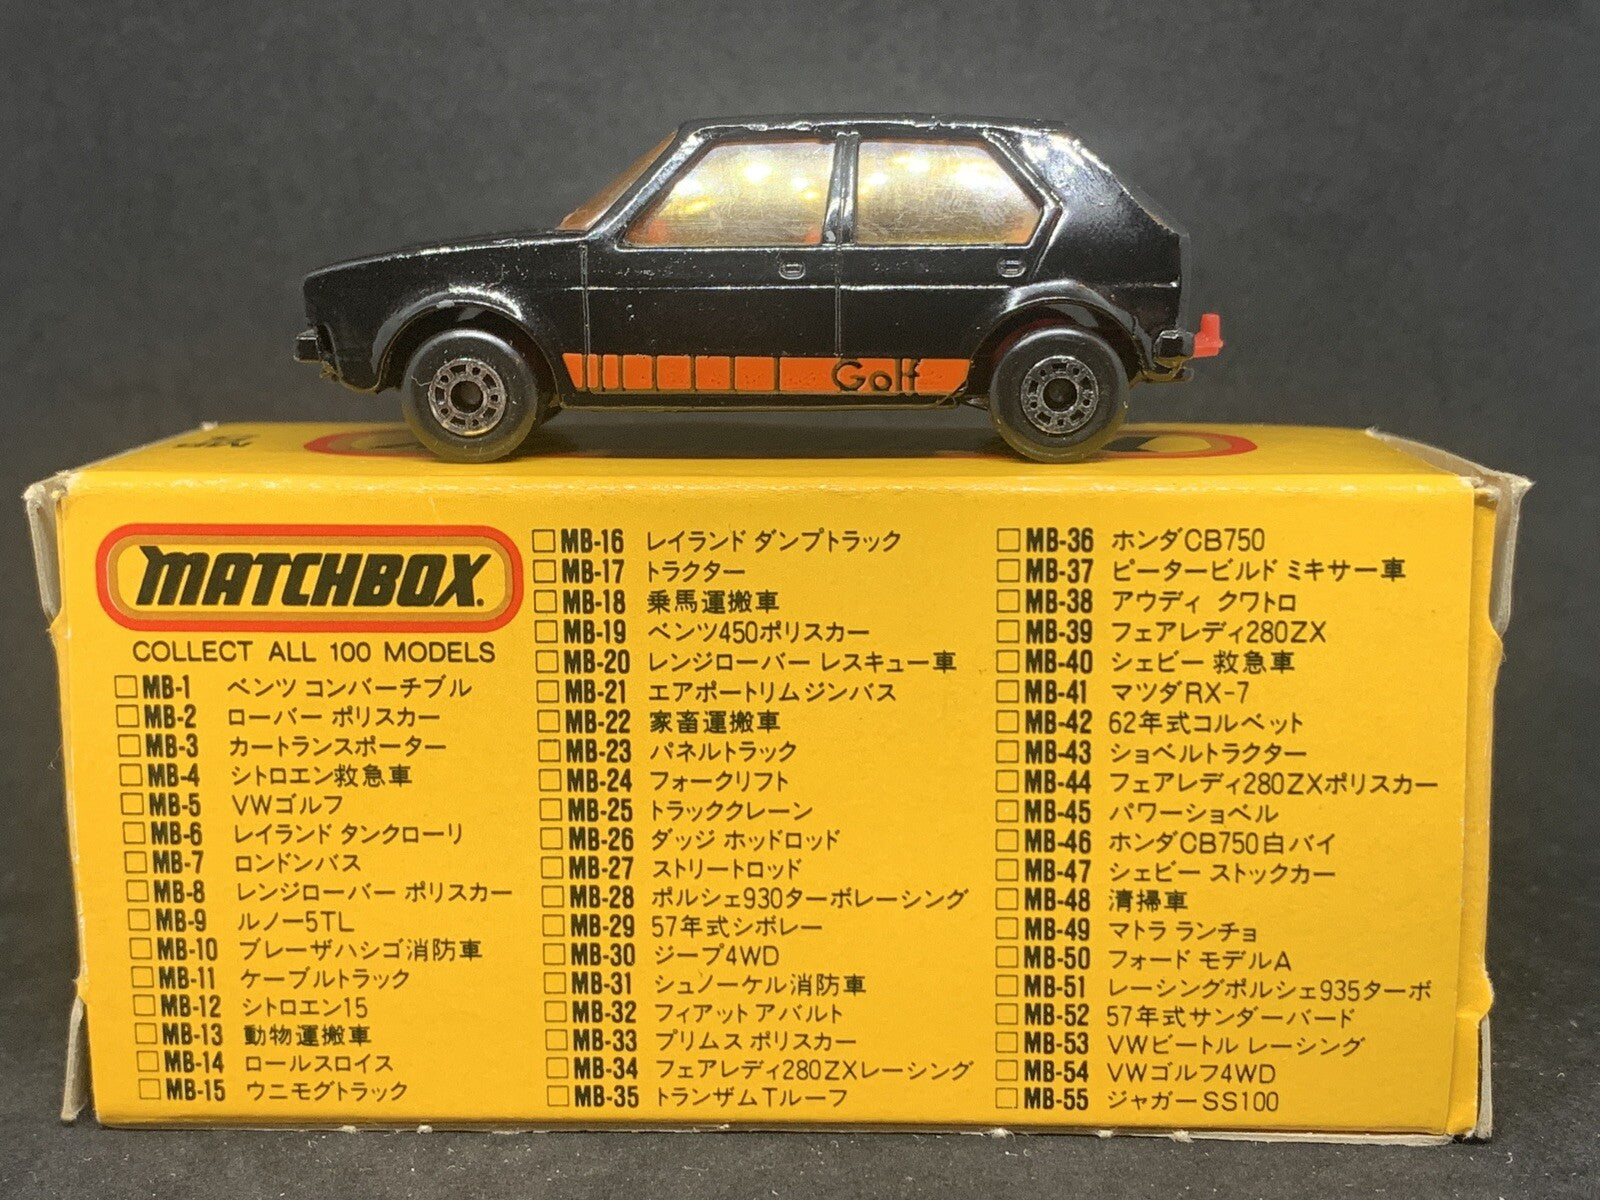 Golf
MATCHBOX.
COLLECT ALL 100 MODELS
MB-1 ベンツ コンバーチブル
MB-2 ローバー ポリスカー
MB-3 カートランスポーター
MB-4 シトロエン救急車
MB-5 VWゴルフ
MB-6 レイランド タンクローリ
MB-7 ロンドンバス
MB-8 レンジローバー ポリスカー
MB-9 ルノー5TL
MB-10 ブレーザハシゴ消防車
MB-11 ケーブルトラック
MB-12 シトロエン15
MB-13 動物運搬車
MB-14 ロールスロイス
MB-15 ウニモグトラック
MB-16 レイランド ダンプトラック
MB-17 トラクター
MB-18 乗馬運搬車
MB-19 ベンツ450ポリスカー
MB-20 レンジローバー レスキュー車
MB-21 エアポートリムジンバス
MB-22 家畜運搬車
MB-23 パネルトラック
MB-24 フォークリフト
MB-25 トラッククレーン
MB-26 ダッジ ホッドロッド
MB-27 ストリートロッド
MB-28 ポルシェ930ターボレーシング
MB-29 57年式シボレー
MB-30 ジープ4WD
MB-31 シュノーケル消防車
MB-32 フィアット アバルト
MB-33 プリムス ポリスカー
MB-34 フェアレディ280ZXレーシング
MB-35 トランザムTルーフ
MB-36 ホンダCB750
MB-37 ピータービルド ミキサー車
MB-38 アウディ クワトロ
MB-39 フェアレディ280ZX
MB-40 シェビー 救急車
MB-41 マツダRX-7
MB-42 62年式コルベット
MB-43 ショベルトラクター
MB-44 フェアレディ280ZXポリスカー
MB-45 パワーショベル
MB-46 ホンダCB750白バイ
MB-47 シェビー ストックカー
MB-48 清掃車
MB-49 マトラ ランチョ
MB-50 フォード モデルA
MB-51 レーシングポルシェ935ターボ
MB-52 57年式サンダーバード
MB-53 VWビートル レーシング
MB-54 VWゴルフ4WD
MB-55 ジャガーSS100